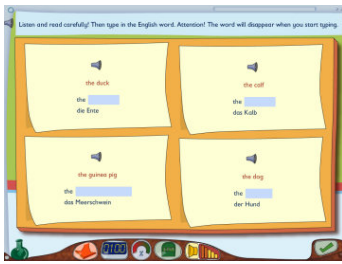 Listen and read carefully! Then type in the English word. Attention! The word will disappear when you start typing.
the duck
the
die Ente
the calf
the
das Kalb
the guinea pig
the
das Meerschwein
the dog
the
der Hund